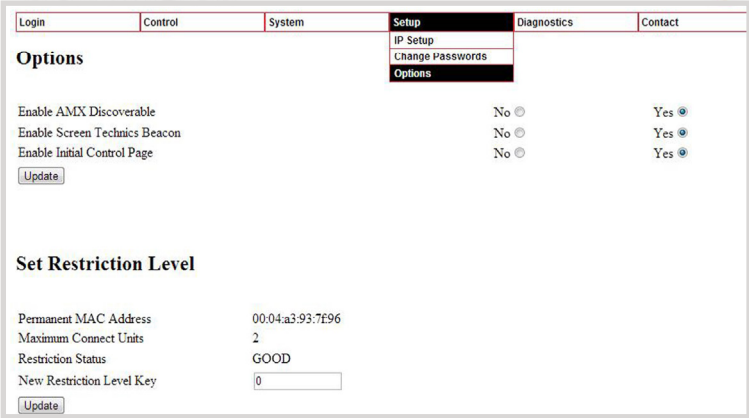 Login Control System Setup Diagnostics Contact
IP Setup
Change Passwords
Options
Options
Enable AMX Discoverable No Yes
Enable Screen Technics Beacon No Yes
Enable Initial Control Page No Yes
Update
Set Restriction Level
Permanent MAC Address 00:04:a3:93:7f:96
Maximum Connect Units 2
Restriction Status GOOD
New Restriction Level Key 0
Update